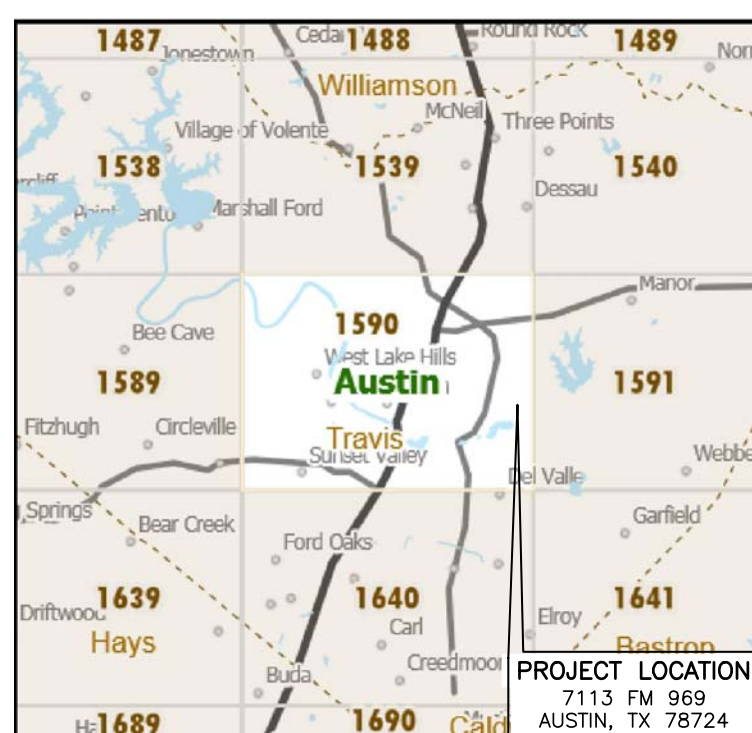 1487
Jonestown
1488
Round Rock
1489
Williamson
McNeil
Three Points
Village of Volente
1538
1539
1540
Dessau
Marshall Ford
Manor
1590
Bee Cave
West Lake Hills
1589
Austin
1591
Fitzhugh
Circleville
Travis
Sunset Valley
Del Valle
Springs
Bear Creek
Garfield
Ford Oaks
1639
1640
1641
Driftwood
Elroy
Carl
Hays
Bastrop
Creedmoor
Buda
PROJECT LOCATION
7113 FM 969
AUSTIN, TX 78724
1689
1690